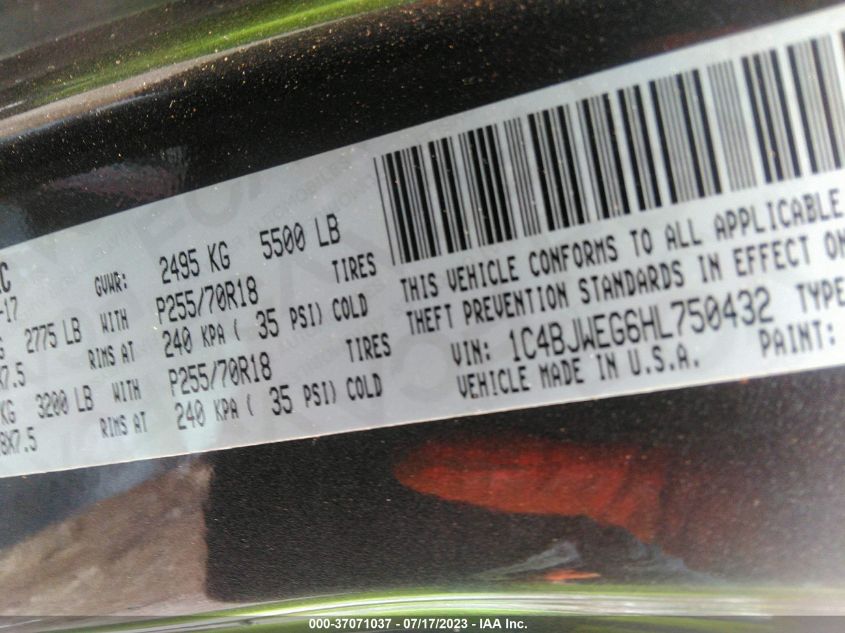 C
-17
GVWR: 2495 KG 5500 LB
2775 LB WITH P255/70R18 TIRES
X7.5 RIMS AT 240 KPA ( 35 PSI) COLD
KG 3200 LB WITH P255/70R18 TIRES
8X7.5 RIMS AT 240 KPA ( 35 PSI) COLD
THIS VEHICLE CONFORMS TO ALL APPLICABLE
THEFT PREVENTION STANDARDS IN EFFECT ON
VIN: 1C4BJWEG6HL750432 TYPE
VEHICLE MADE IN U.S.A. PAINT:
000-37071037 - 07/17/2023 - IAA Inc.